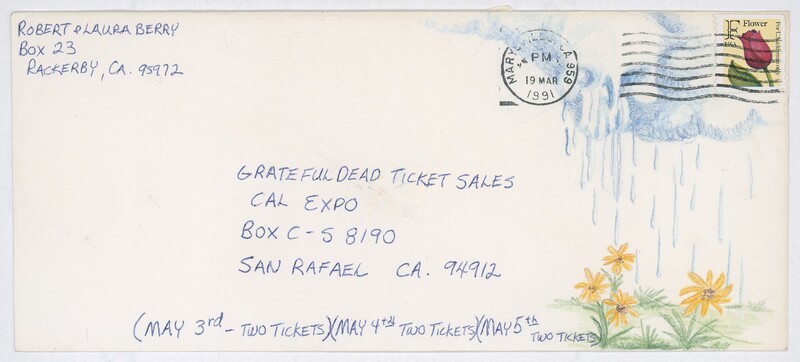 ROBERT & LAURA BERRY
BOX 23
RACKERBY, CA. 95972
PM
19 MAR
1991
F Flower
GRATEFUL DEAD TICKET SALES
CAL EXPO
BOX C-S 8190
SAN RAFAEL CA. 94912
(MAY 3rd - TWO TICKETS)(MAY 4th TWO TICKETS)(MAY 5th TWO TICKETS)